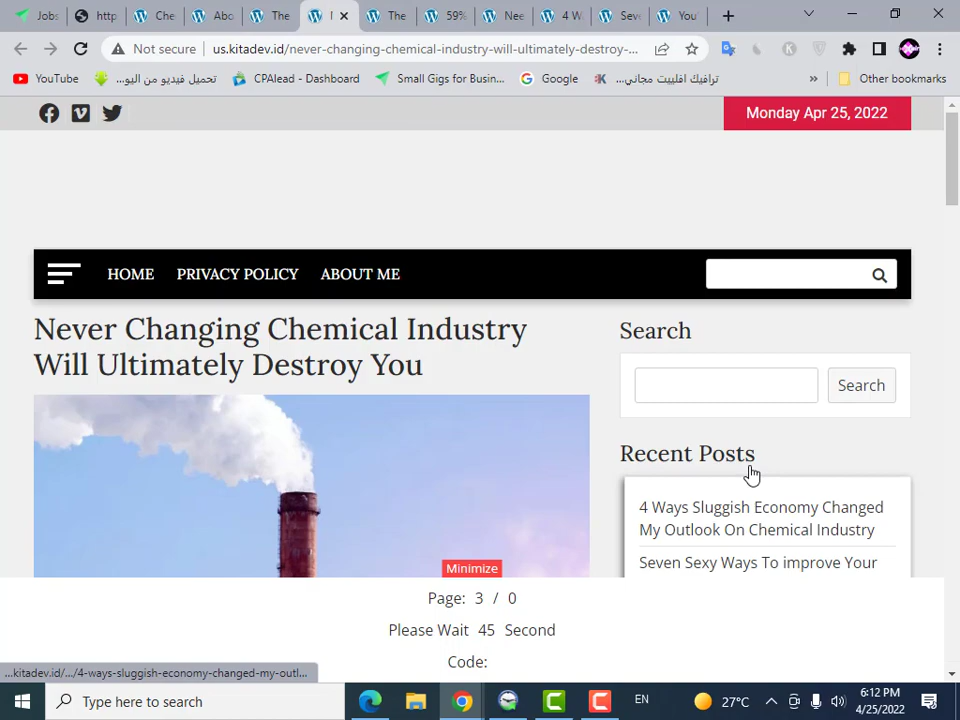 Jobs
http
Che
Abo
The
The
59%
Nee
4 W
Seve
You'
Not secure
us.kitadev.id/never-changing-chemical-industry-will-ultimately-destroy-...
YouTube
تحميل فيديو من اليو...
CPAlead - Dashboard
Small Gigs for Busin...
Google
ترافيك افلييت مجاني...
»
Other bookmarks
Monday Apr 25, 2022
HOME
PRIVACY POLICY
ABOUT ME
Never Changing Chemical Industry
Will Ultimately Destroy You
Search
Search
Recent Posts
4 Ways Sluggish Economy Changed
My Outlook On Chemical Industry
Seven Sexy Ways To improve Your
Minimize
Page: 3 / 0
Please Wait 45 Second
Code:
...kitadev.id/.../4-ways-sluggish-economy-changed-my-outl...
Type here to search
27°C
EN
6:12 PM
4/25/2022